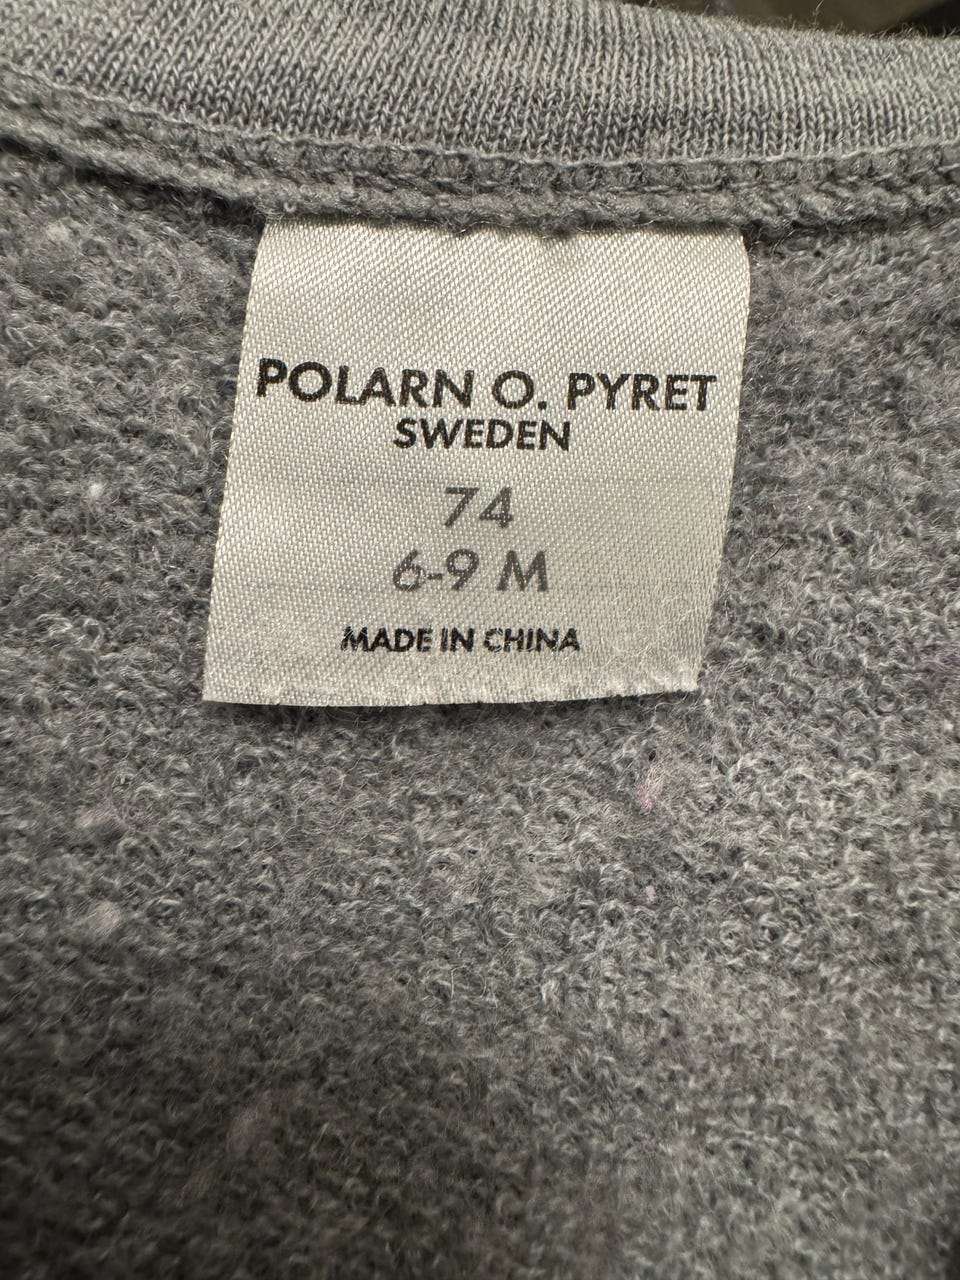 POLARN O. PYRET
SWEDEN
74
6-9 M
MADE IN CHINA